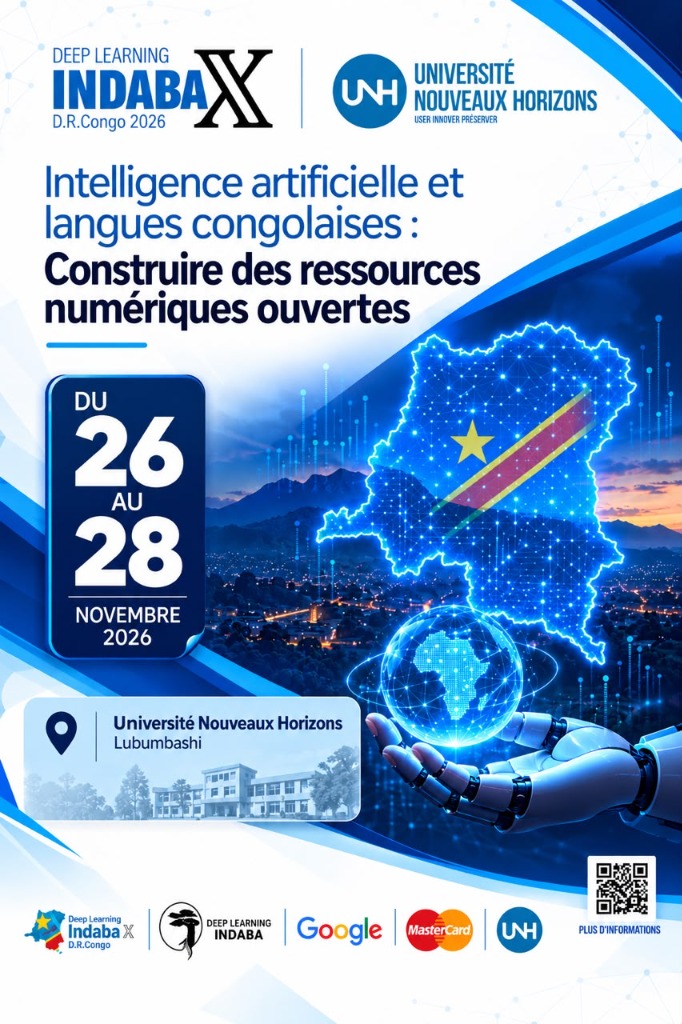 DEEP LEARNING
INDABA X
D.R.Congo 2026
UNH
UNIVERSITÉ
NOUVEAUX HORIZONS
USER INNOVER PRÉSERVER
Intelligence artificielle et
langues congolaises :
Construire des ressources
numériques ouvertes
DU
26
AU
28
NOVEMBRE
2026
Université Nouveaux Horizons
Lubumbashi
Deep Learning
Indaba X
D.R.Congo
DEEP LEARNING
INDABA
Google
MasterCard
UNH
PLUS D'INFORMATIONS